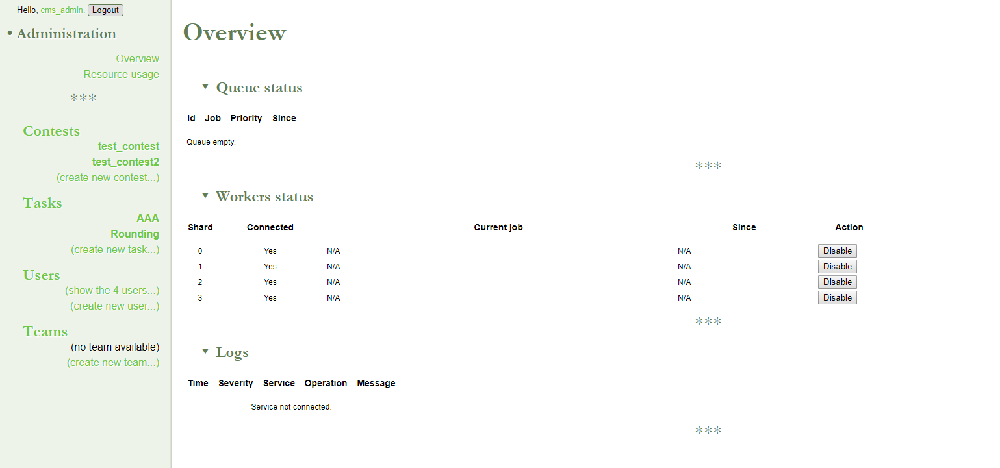 Hello, cms_admin. Logout
• Administration
Overview
Resource usage
***
Contests
test_contest
test_contest2
(create new contest...)
Tasks
AAA
Rounding
(create new task...)
Users
(show the 4 users...)
(create new user...)
Teams
(no team available)
(create new team...)
Overview
▼ Queue status
Id Job Priority Since
Queue empty.
***
▼ Workers status
Shard Connected Current job Since Action
0 Yes N/A N/A Disable
1 Yes N/A N/A Disable
2 Yes N/A N/A Disable
3 Yes N/A N/A Disable
***
▼ Logs
Time Severity Service Operation Message
Service not connected.
***